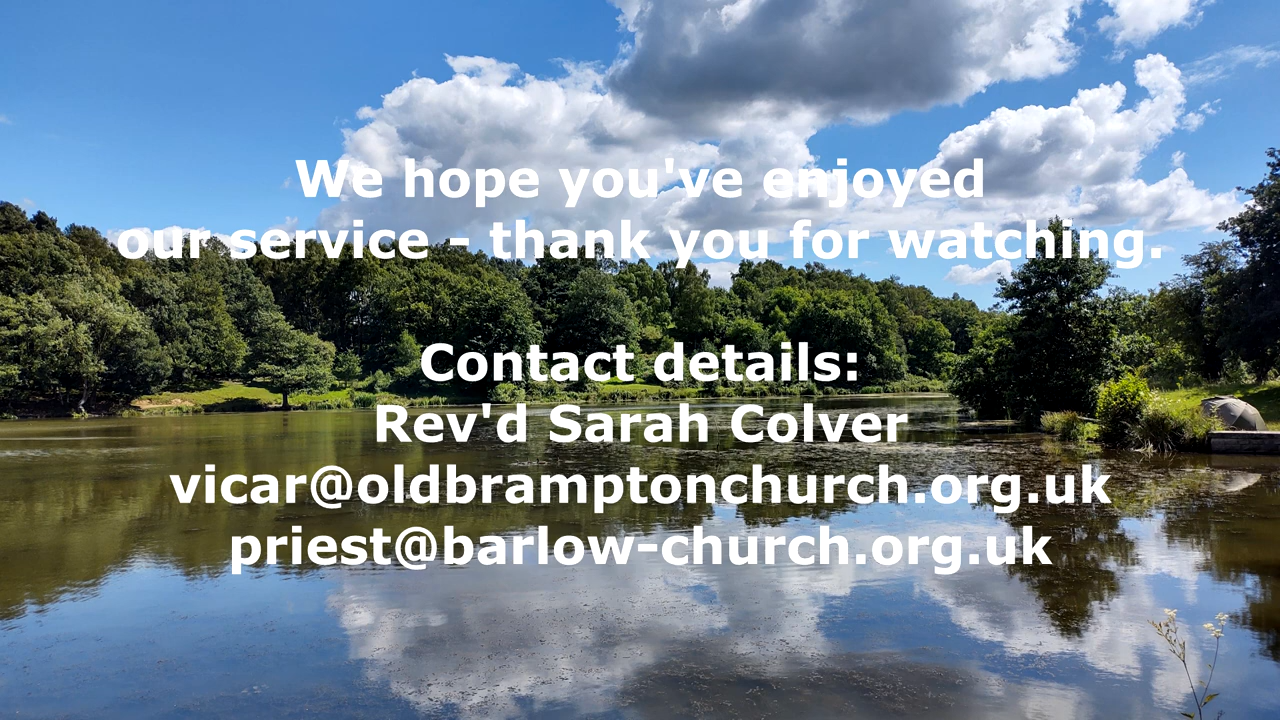 We hope you've enjoyed
our service - thank you for watching.
Contact details:
Rev'd Sarah Colver
vicar@oldbramptonchurch.org.uk
priest@barlow-church.org.uk